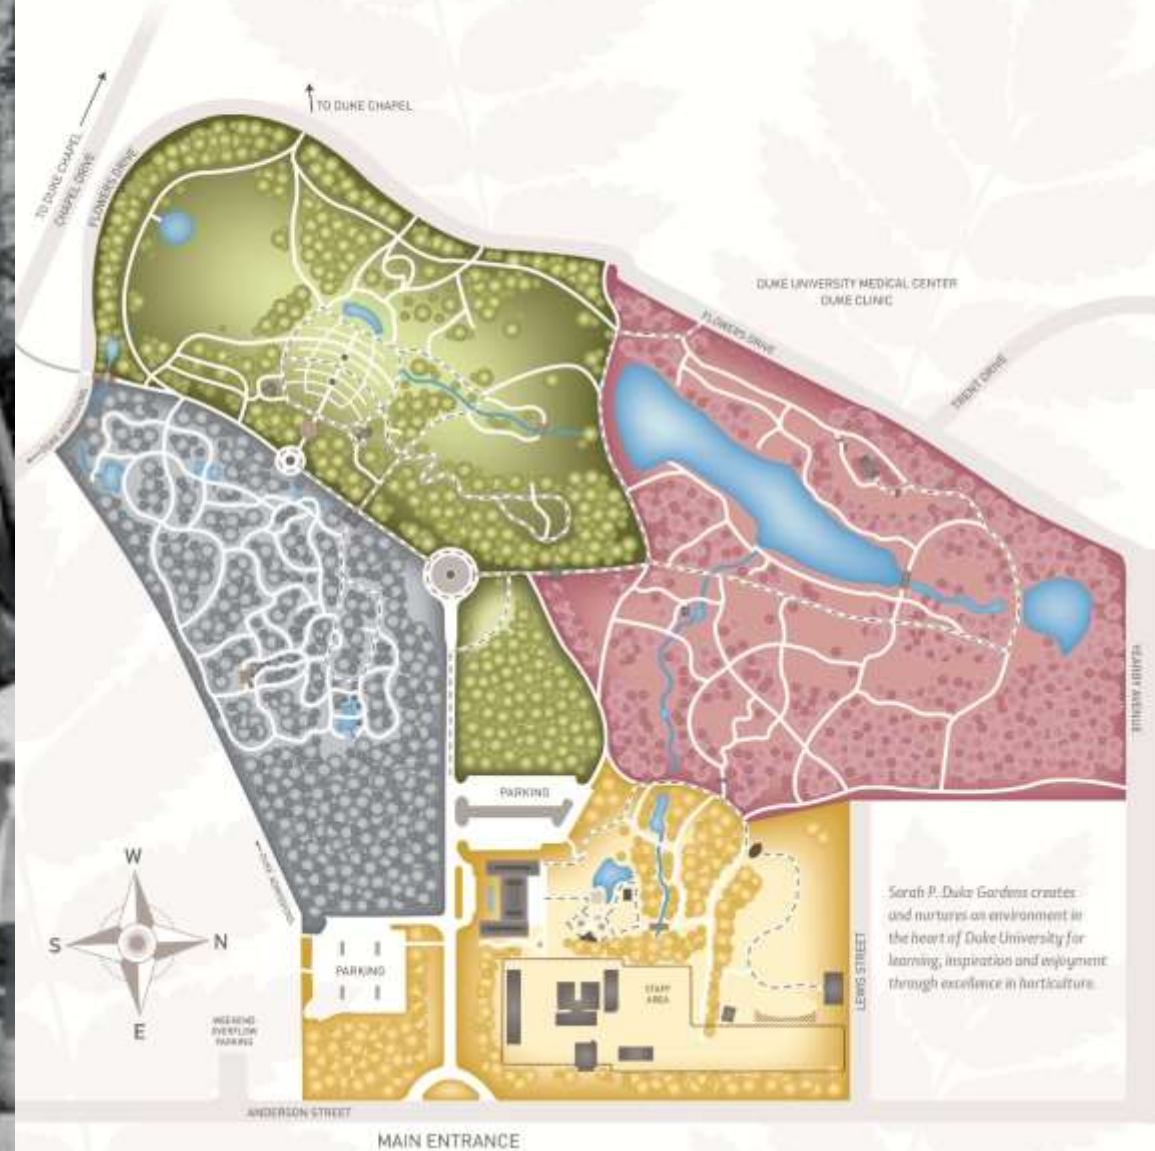 TO DUKE CHAPEL
TO DUKE CHAPEL
CHAPEL DRIVE
FLOWERS DRIVE
DUKE UNIVERSITY MEDICAL CENTER
DUKE CLINIC
FLOWERS DRIVE
TRENT DRIVE
YEARBY AVENUE
PARKING
PARKING
STAFF
AREA
LEWIS STREET
Sarah P. Duke Gardens creates
and nurtures an environment in
the heart of Duke University for
learning, inspiration and enjoyment
through excellence in horticulture.
W
S
N
E
WEEKEND
OVERFLOW
PARKING
ANDERSON STREET
MAIN ENTRANCE